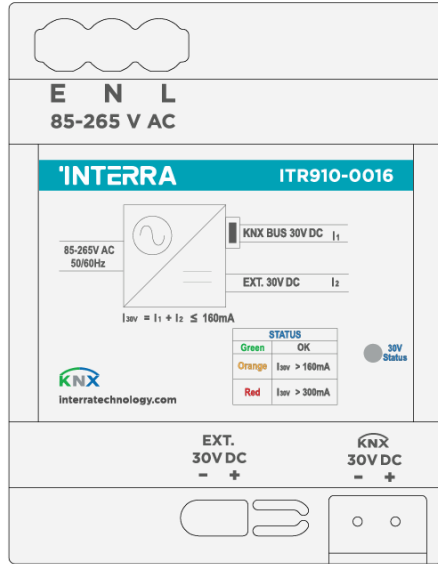 E N L
85-265 V AC
INTERRA ITR910-0016
KNX BUS 30V DC I₁
85-265V AC
50/60Hz
EXT. 30V DC I₂
I₃₀ᵥ = I₁ + I₂ ≤ 160mA
STATUS
Green OK
Orange I₃₀ᵥ > 160mA
Red I₃₀ᵥ > 300mA
30V
Status
KNX
interratechnology.com
EXT.
30V DC
- +
KNX
30V DC
- +